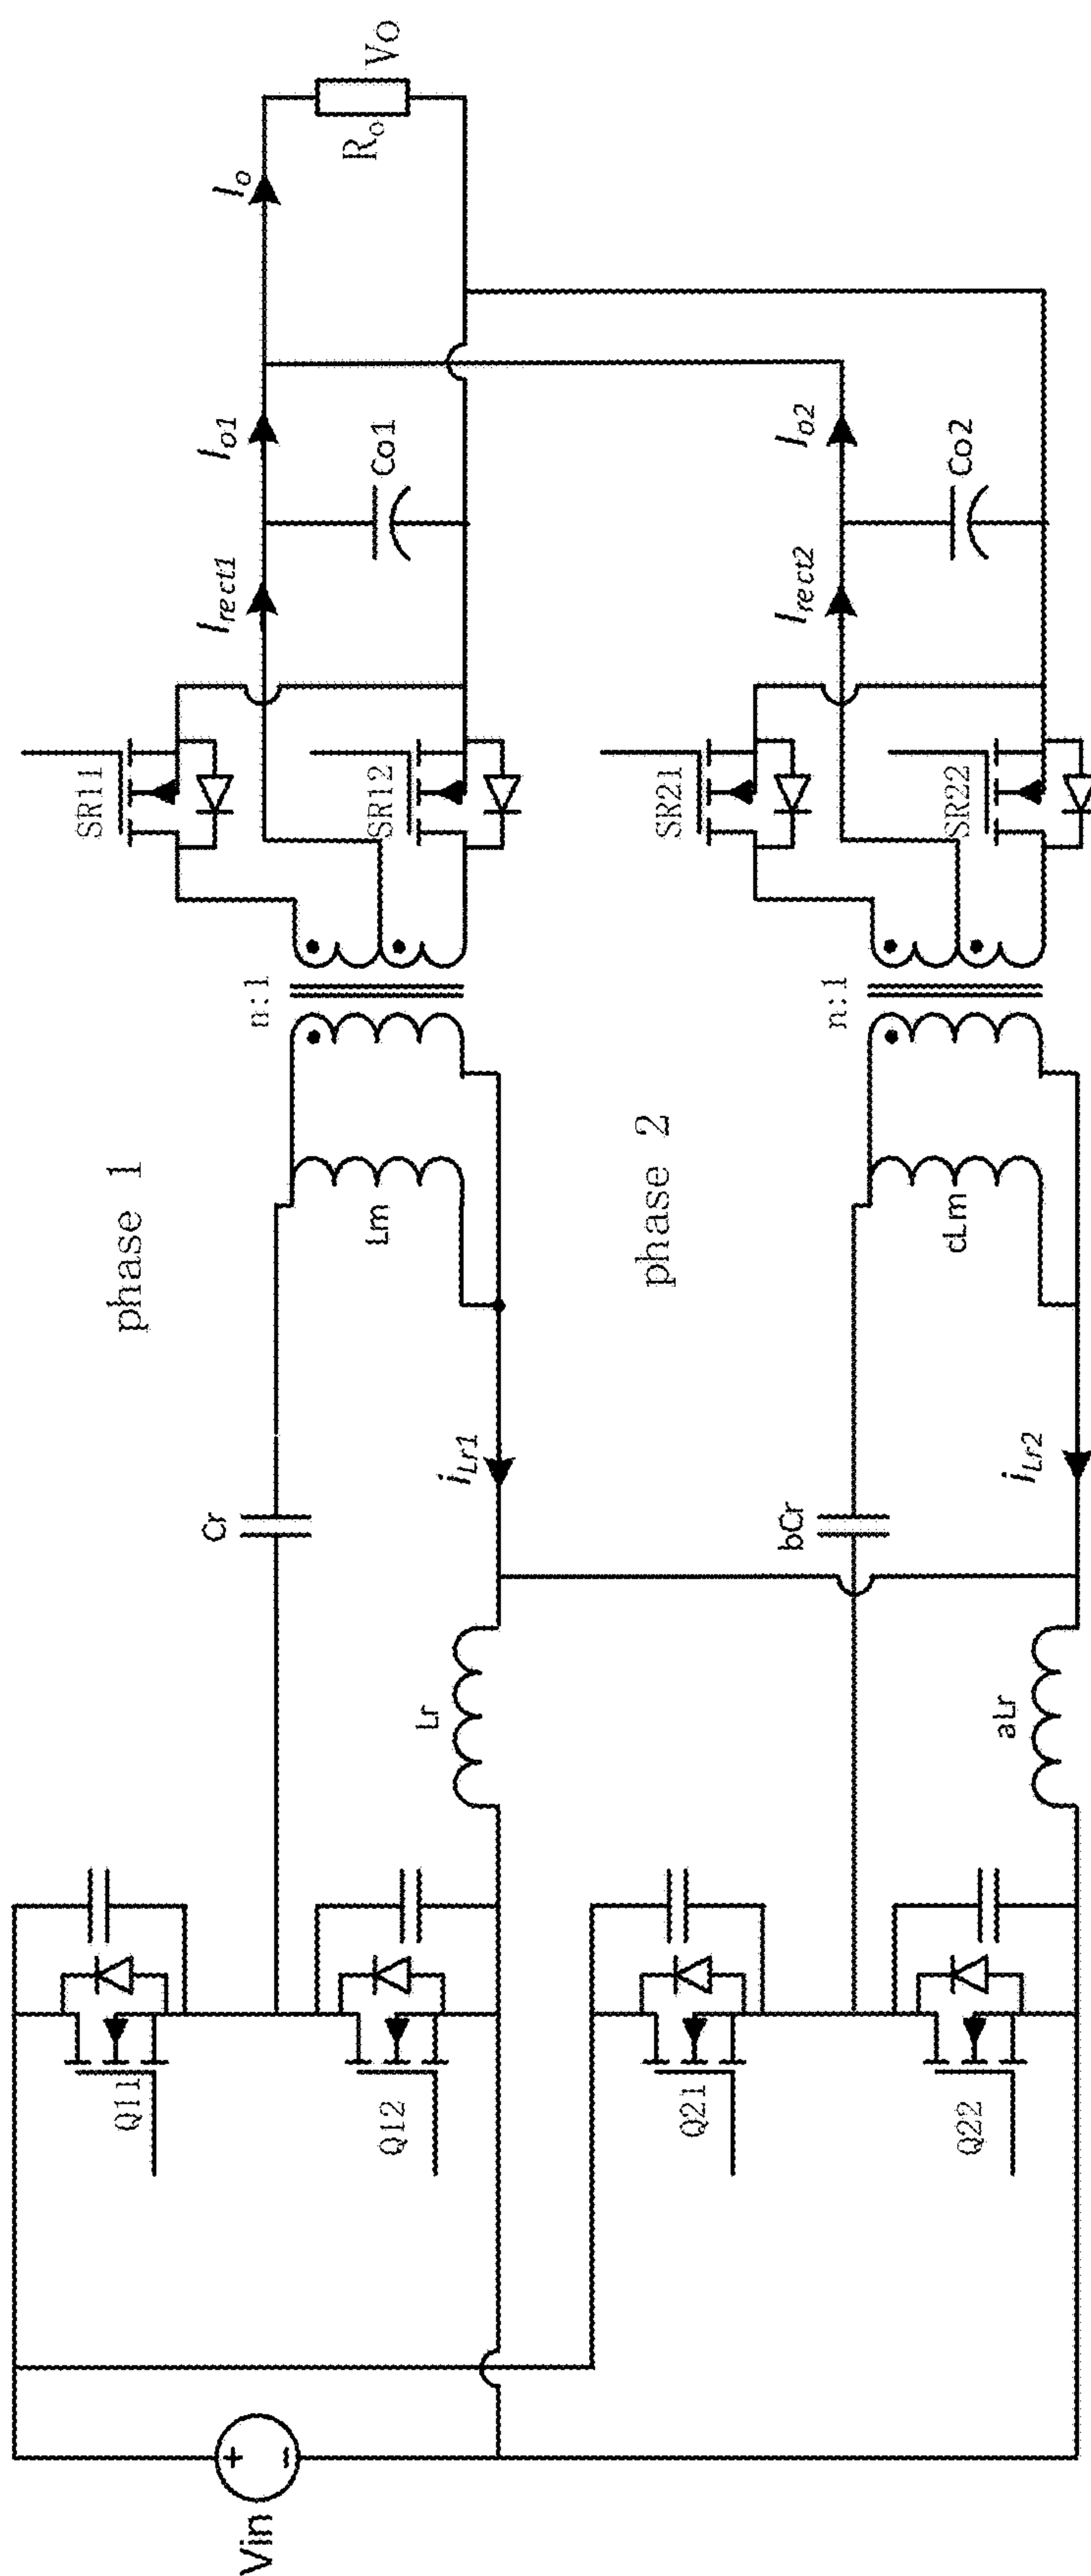 Vin
+
-
Q11
Q12
Q21
Q22
Cr
Lr
iLr1
phase 1
Lm
n:1
SR11
SR12
Irect1
Io1
Co1
Io
Ro
Vo
bCr
aLr
iLr2
phase 2
cLm
n:1
SR21
SR22
Irect2
Io2
Co2